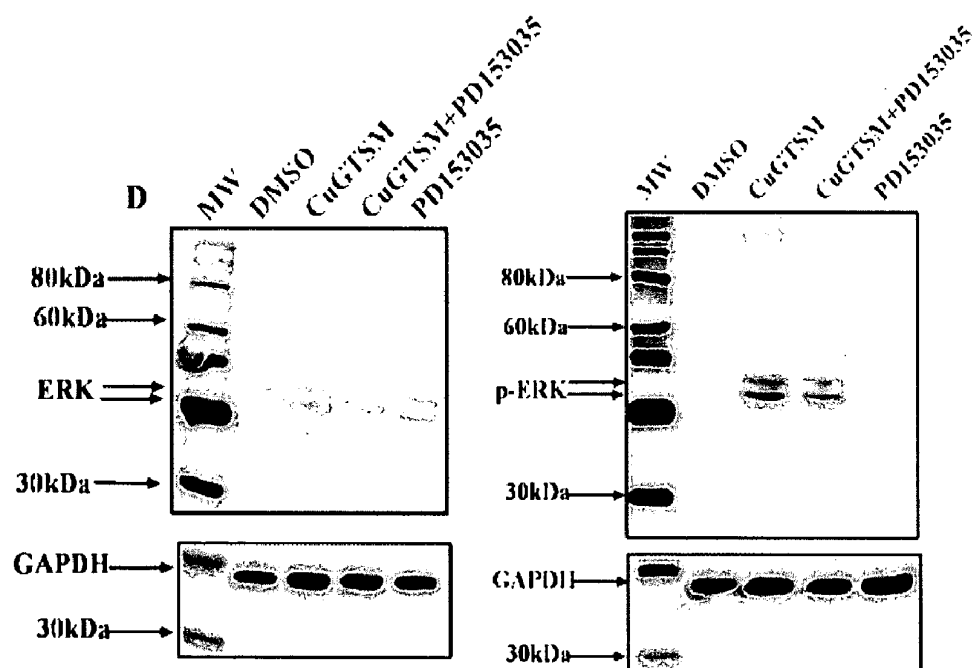 D
MW
DMSO
CuGTSM
CuGTSM+PD153035
PD153035
80kDa
60kDa
ERK
30kDa
GAPDH
30kDa
MW
DMSO
CuGTSM
CuGTSM+PD153035
PD153035
80kDa
60kDa
p-ERK
30kDa
GAPDH
30kDa